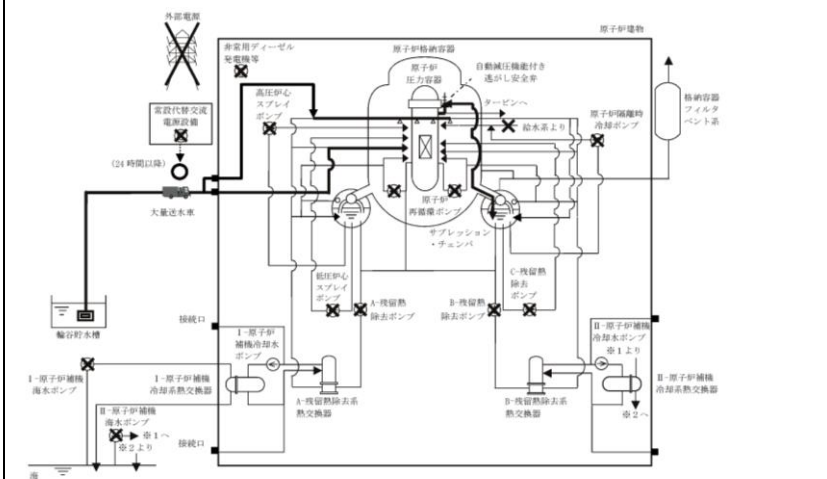 外部電源
原子炉建物
非常用ディーゼル
発電機等
原子炉格納容器
原子炉
圧力容器
自動減圧機能付き
逃がし安全弁
高圧炉心
スプレイ
ポンプ
タービンへ
給水系より
原子炉隔離時
冷却ポンプ
格納容器
フィルタ
ベント系
常設代替交流
電源設備
(24時間以降)
大量送水車
原子炉
再循環ポンプ
サプレッション
・チェンバ
輪谷貯水槽
低圧炉心
スプレイ
ポンプ
A-残留熱
除去ポンプ
B-残留熱
除去ポンプ
C-残留熱
除去
ポンプ
接続口
Ⅰ-原子炉
補機冷却水
ポンプ
Ⅱ-原子炉補機
冷却水ポンプ
※1より
Ⅰ-原子炉補機
海水ポンプ
Ⅰ-原子炉補機
冷却系熱交換器
A-残留熱除去系
熱交換器
B-残留熱除去系
熱交換器
Ⅱ-原子炉補機
冷却系熱交換器
※2へ
Ⅱ-原子炉補機
海水ポンプ
※1へ
※2より
接続口
海